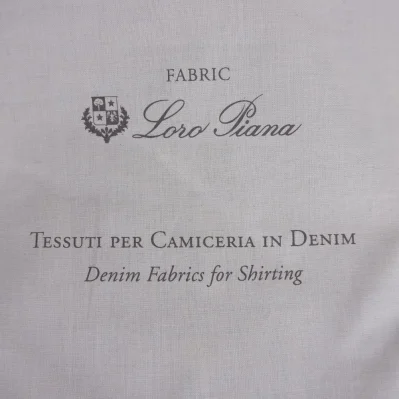 FABRIC
Loro Piana
TESSUTI PER CAMICERIA IN DENIM
Denim Fabrics for Shirting